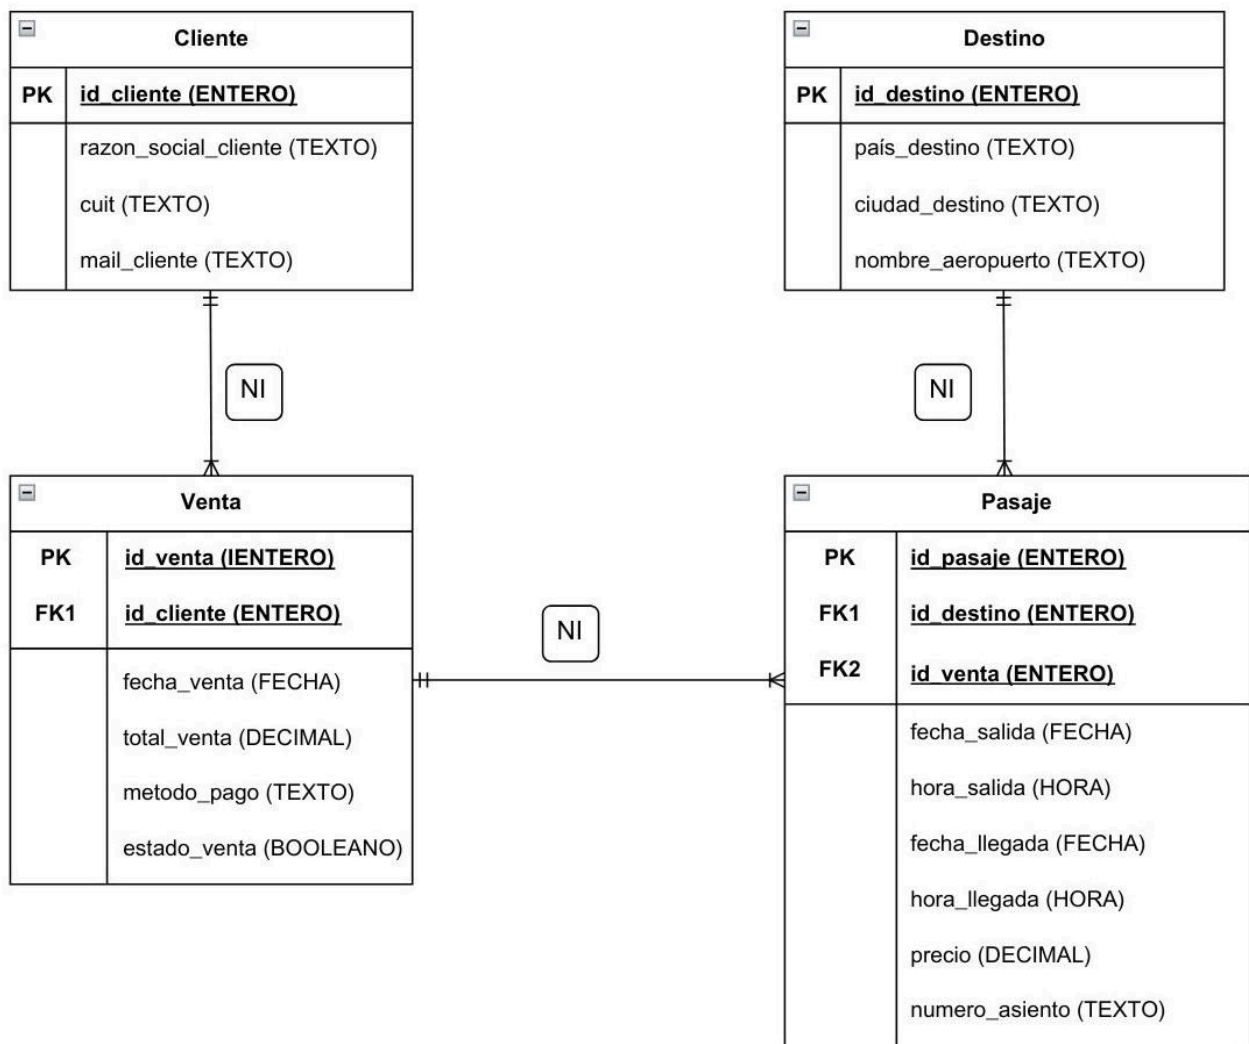 Cliente
PK id_cliente (ENTERO)
razon_social_cliente (TEXTO)
cuit (TEXTO)
mail_cliente (TEXTO)
Destino
PK id_destino (ENTERO)
país_destino (TEXTO)
ciudad_destino (TEXTO)
nombre_aeropuerto (TEXTO)
NI
NI
Venta
PK id_venta (IENTERO)
FK1 id_cliente (ENTERO)
fecha_venta (FECHA)
total_venta (DECIMAL)
metodo_pago (TEXTO)
estado_venta (BOOLEANO)
NI
Pasaje
PK id_pasaje (ENTERO)
FK1 id_destino (ENTERO)
FK2 id_venta (ENTERO)
fecha_salida (FECHA)
hora_salida (HORA)
fecha_llegada (FECHA)
hora_llegada (HORA)
precio (DECIMAL)
numero_asiento (TEXTO)